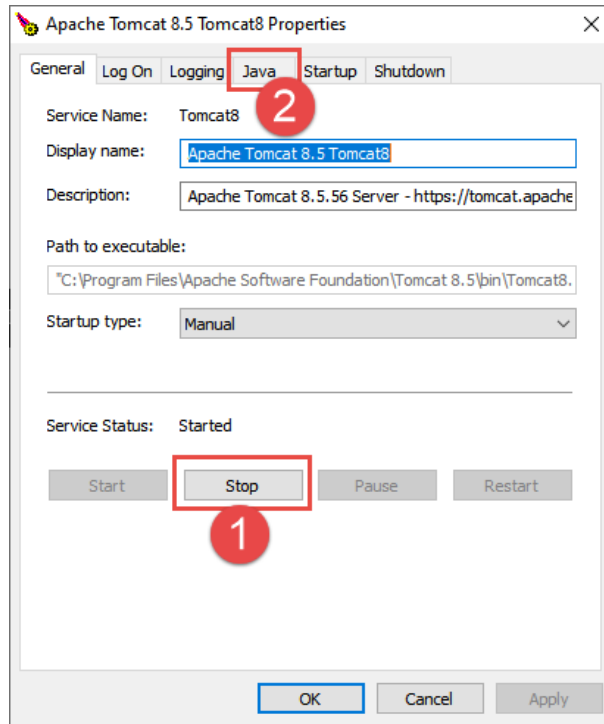 Apache Tomcat 8.5 Tomcat8 Properties
General Log On Logging Java Startup Shutdown
2
Service Name: Tomcat8
Display name: Apache Tomcat 8.5 Tomcat8
Description: Apache Tomcat 8.5.56 Server - https://tomcat.apache
Path to executable:
"C:\Program Files\Apache Software Foundation\Tomcat 8.5\bin\Tomcat8.
Startup type: Manual
Service Status: Started
Start Stop Pause Restart
1
OK Cancel Apply